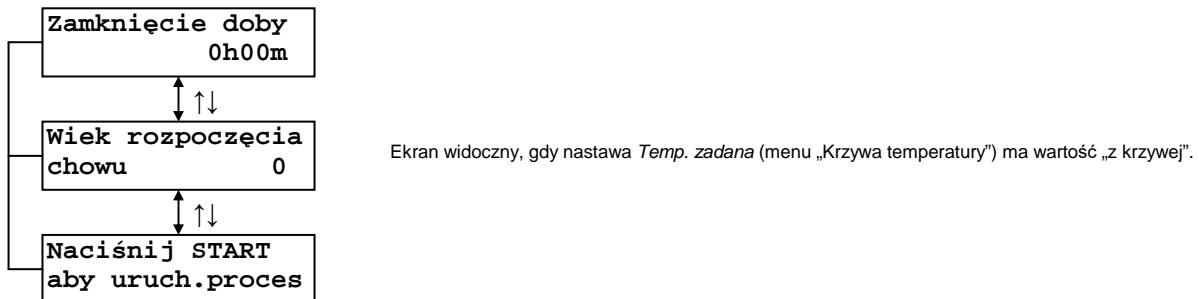 Zamknięcie doby
0h00m
↑↓
Wiek rozpoczęcia
chowu 0
Ekran widoczny, gdy nastawa Temp. zadana (menu „Krzywa temperatury”) ma wartość „z krzywej”.
↑↓
Naciśnij START
aby uruch.proces